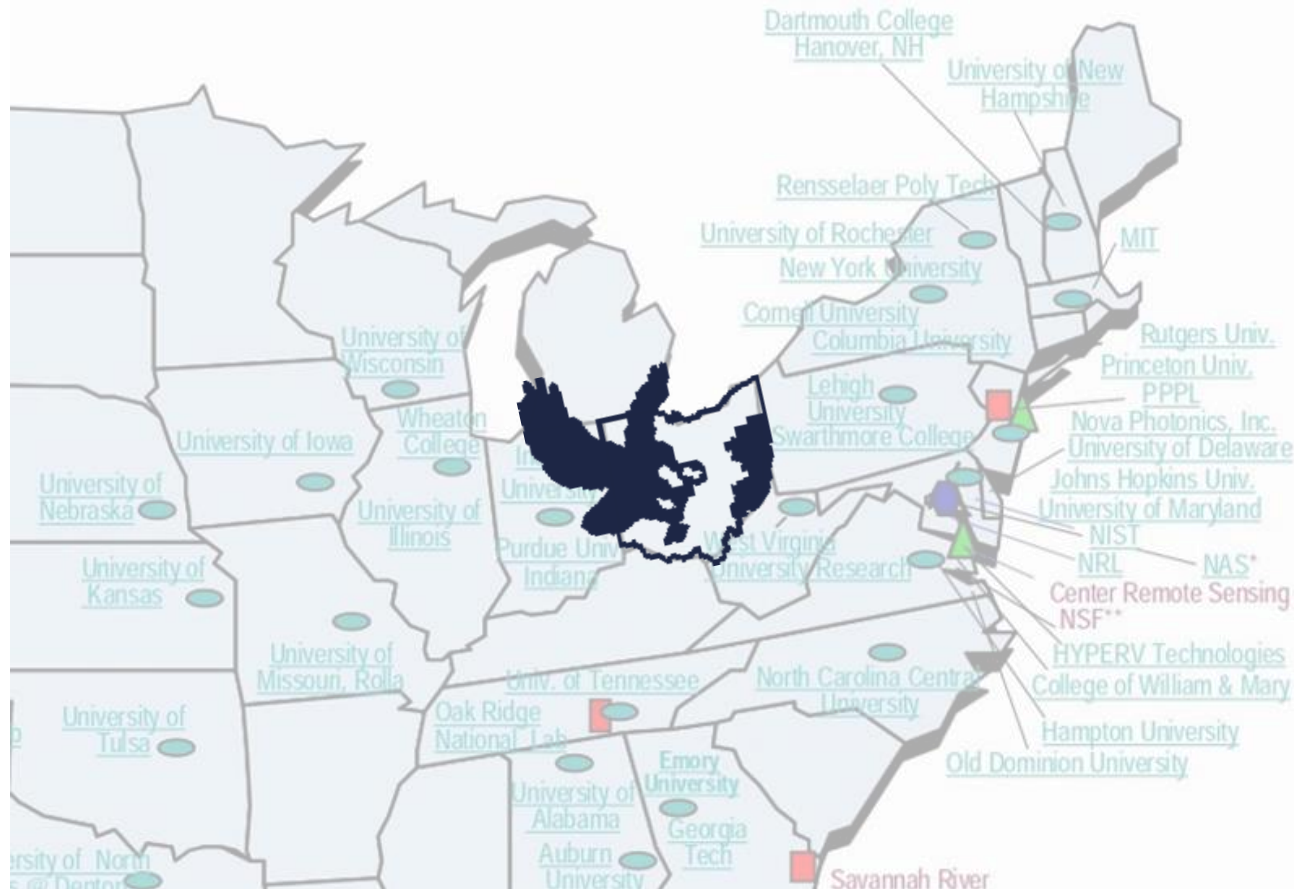 Dartmouth College
Hanover, NH
University of New
Hampshire
Rensselaer Poly Tech
University of Rochester
MIT
New York University
Cornell University
Columbia University
University of
Wisconsin
Rutgers Univ.
Princeton Univ.
PPPL
Lehigh
University
Swarthmore College
Wheaton
College
Nova Photonics, Inc.
University of Delaware
University of Iowa
Johns Hopkins Univ.
University of Maryland
University of
Nebraska
University of
Illinois
NIST
NRL
NAS*
Purdue Univ
Indiana
West Virginia
University Research
University of
Kansas
Center Remote Sensing
NSF**
HYPERV Technologies
College of William & Mary
University of
Missouri, Rolla
Univ. of Tennessee
North Carolina Central
University
Oak Ridge
National Lab
University of
Tulsa
Hampton University
Old Dominion University
Emory
University
University of
Alabama
Georgia
Tech
Auburn
University
of North
@ Denton
Savannah River